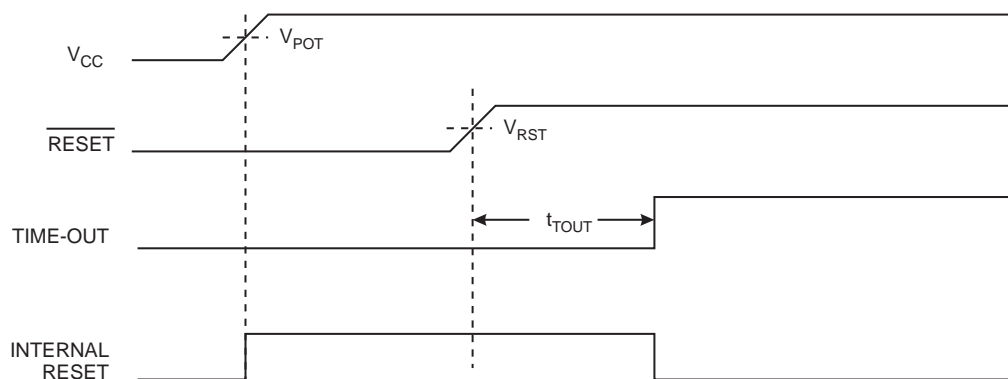 VCC
VPOT
RESET
VRST
TIME-OUT
tTOUT
INTERNAL
RESET